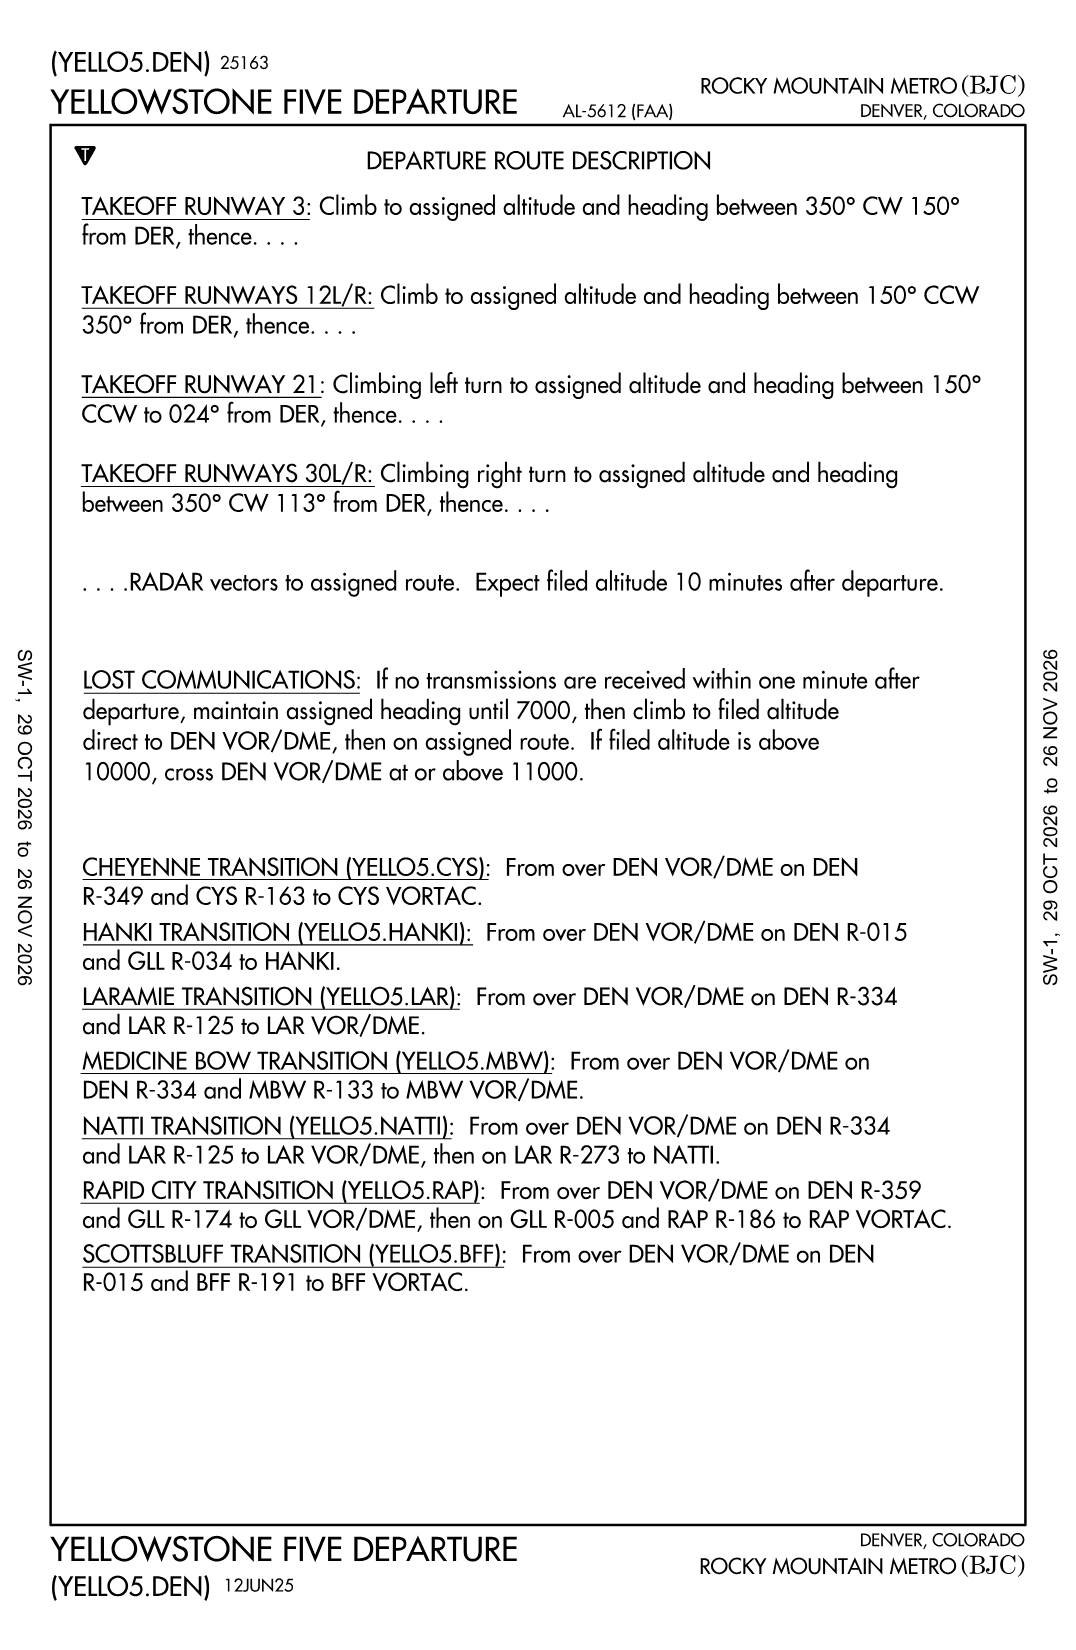 (YELLO5.DEN) 25163
YELLOWSTONE FIVE DEPARTURE
AL-5612 (FAA)
ROCKY MOUNTAIN METRO (BJC)
DENVER, COLORADO
T
DEPARTURE ROUTE DESCRIPTION
TAKEOFF RUNWAY 3: Climb to assigned altitude and heading between 350° CW 150°
from DER, thence. . . .
TAKEOFF RUNWAYS 12L/R: Climb to assigned altitude and heading between 150° CCW
350° from DER, thence. . . .
TAKEOFF RUNWAY 21: Climbing left turn to assigned altitude and heading between 150°
CCW to 024° from DER, thence. . . .
TAKEOFF RUNWAYS 30L/R: Climbing right turn to assigned altitude and heading
between 350° CW 113° from DER, thence. . . .
. . . .RADAR vectors to assigned route. Expect filed altitude 10 minutes after departure.
LOST COMMUNICATIONS: If no transmissions are received within one minute after
departure, maintain assigned heading until 7000, then climb to filed altitude
direct to DEN VOR/DME, then on assigned route. If filed altitude is above
10000, cross DEN VOR/DME at or above 11000.
CHEYENNE TRANSITION (YELLO5.CYS): From over DEN VOR/DME on DEN
R-349 and CYS R-163 to CYS VORTAC.
HANKI TRANSITION (YELLO5.HANKI): From over DEN VOR/DME on DEN R-015
and GLL R-034 to HANKI.
LARAMIE TRANSITION (YELLO5.LAR): From over DEN VOR/DME on DEN R-334
and LAR R-125 to LAR VOR/DME.
MEDICINE BOW TRANSITION (YELLO5.MBW): From over DEN VOR/DME on
DEN R-334 and MBW R-133 to MBW VOR/DME.
NATTI TRANSITION (YELLO5.NATTI): From over DEN VOR/DME on DEN R-334
and LAR R-125 to LAR VOR/DME, then on LAR R-273 to NATTI.
RAPID CITY TRANSITION (YELLO5.RAP): From over DEN VOR/DME on DEN R-359
and GLL R-174 to GLL VOR/DME, then on GLL R-005 and RAP R-186 to RAP VORTAC.
SCOTTSBLUFF TRANSITION (YELLO5.BFF): From over DEN VOR/DME on DEN
R-015 and BFF R-191 to BFF VORTAC.
SW-1, 29 OCT 2026 to 26 NOV 2026
SW-1, 29 OCT 2026 to 26 NOV 2026
YELLOWSTONE FIVE DEPARTURE
(YELLO5.DEN) 12JUN25
DENVER, COLORADO
ROCKY MOUNTAIN METRO (BJC)